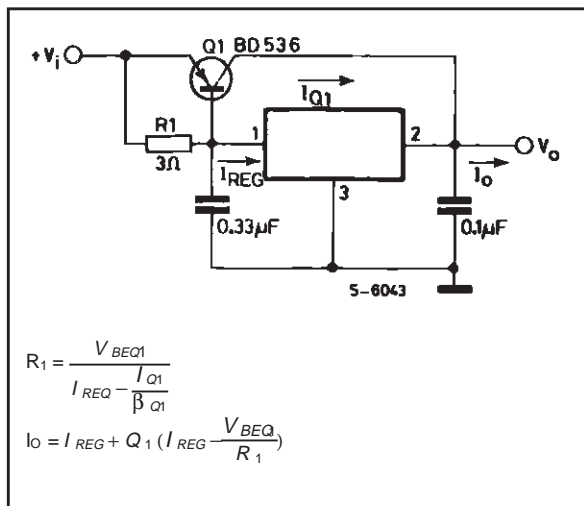 Q1 BD536
+Vi
IQ1
R1
1
2
Vo
3Ω
IREG
Io
3
0.33µF
0.1µF
5-6043
R1 = VBEQ1 / (IREQ - IQ1 / βQ1)
IO = IREG + Q1 (IREG - VBEQ1 / R1)